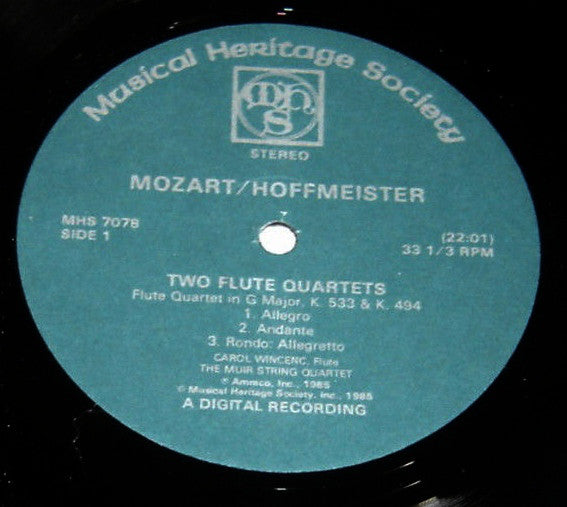 Musical Heritage Society
mhs
STEREO
MOZART/HOFFMEISTER
MHS 7078
SIDE 1
(22:01)
33 1/3 RPM
TWO FLUTE QUARTETS
Flute Quartet in G Major, K. 533 & K. 494
1. Allegro
2. Andante
3. Rondo: Allegretto
CAROL WINCENC, Flute
THE MUIR STRING QUARTET
℗ Amreco, Inc., 1985
© Musical Heritage Society, Inc., 1985
A DIGITAL RECORDING